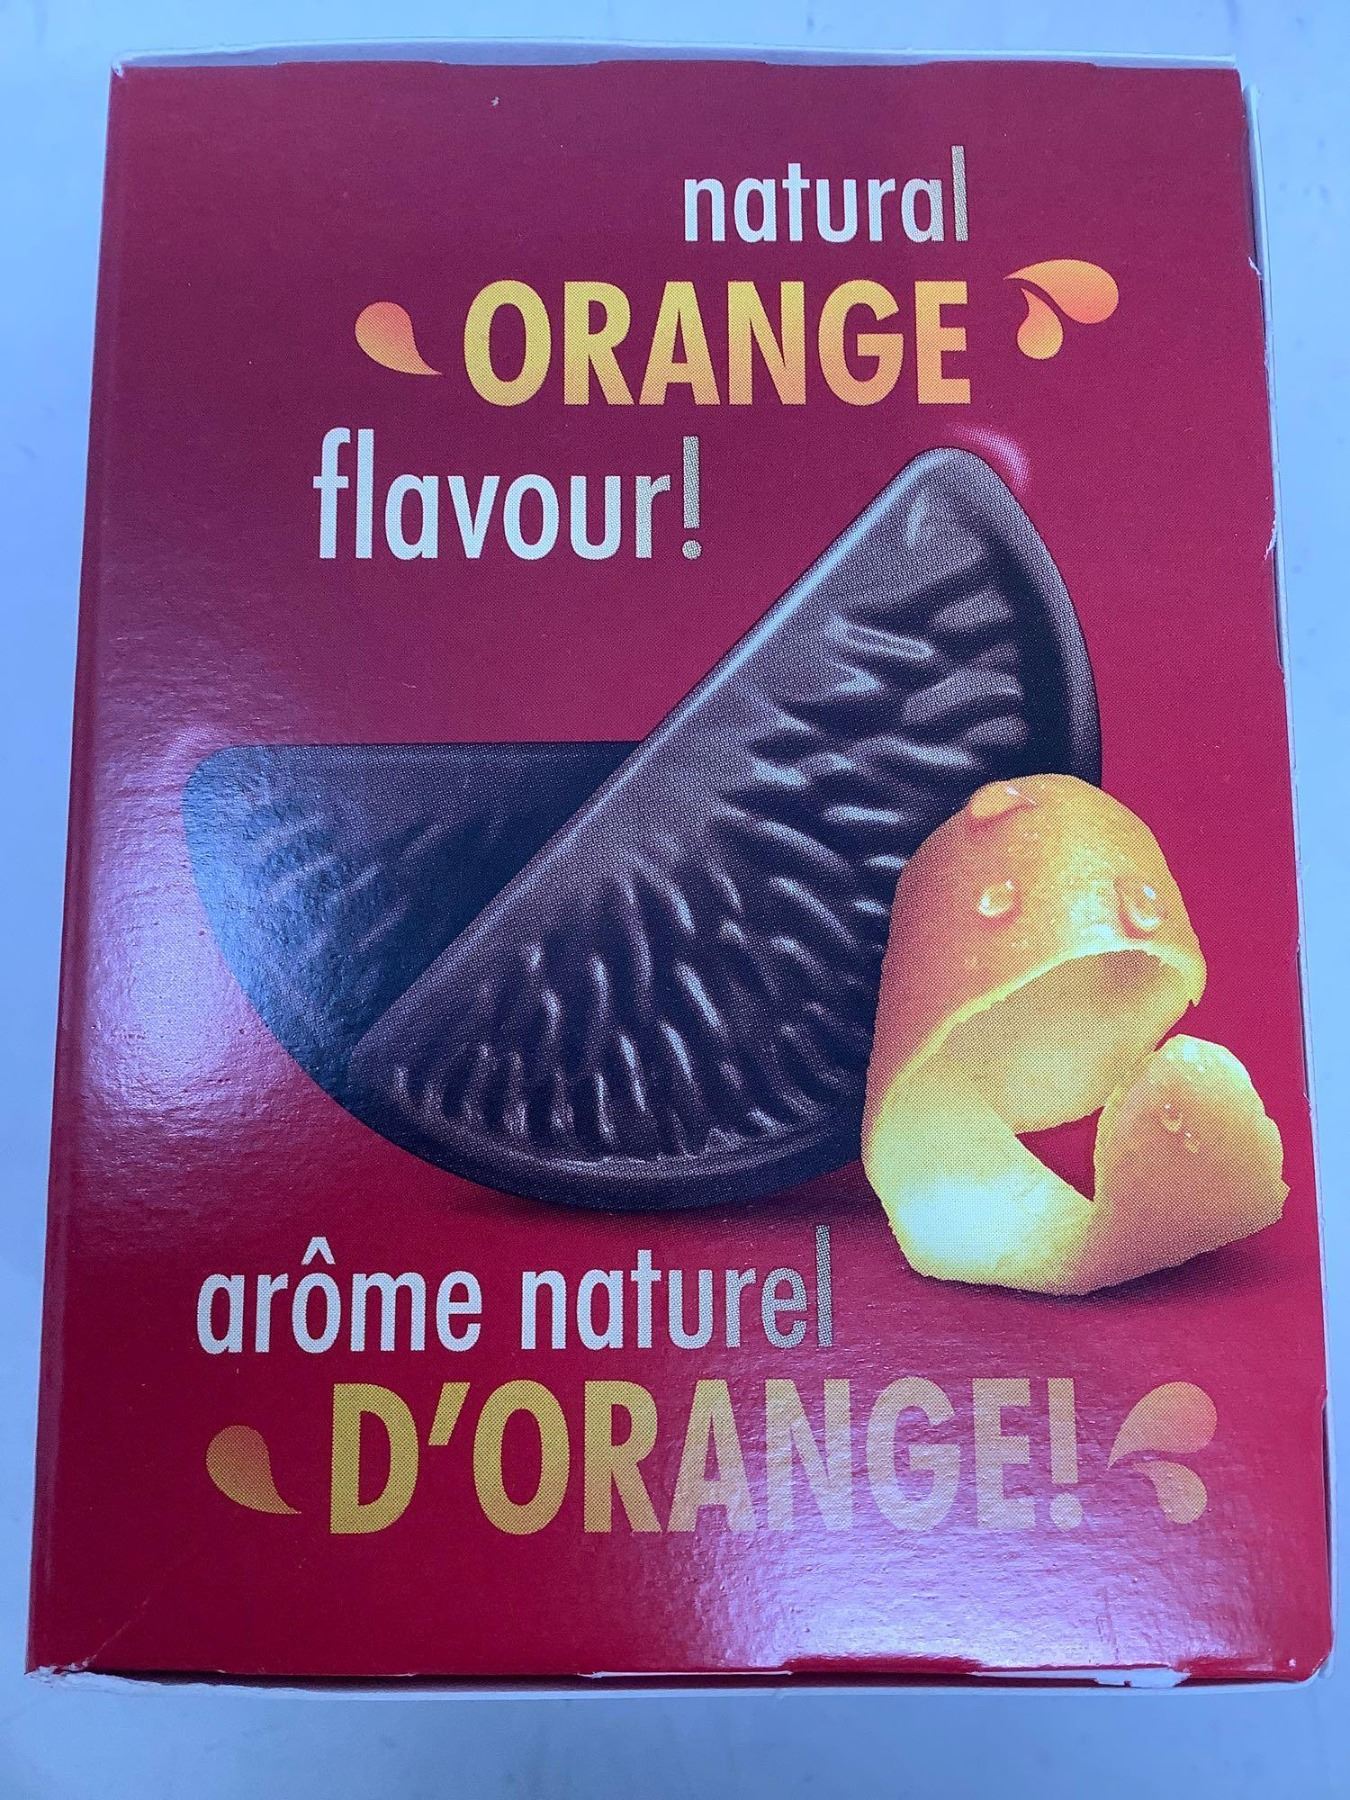 natural
ORANGE
flavour!
arôme naturel
D'ORANGE!